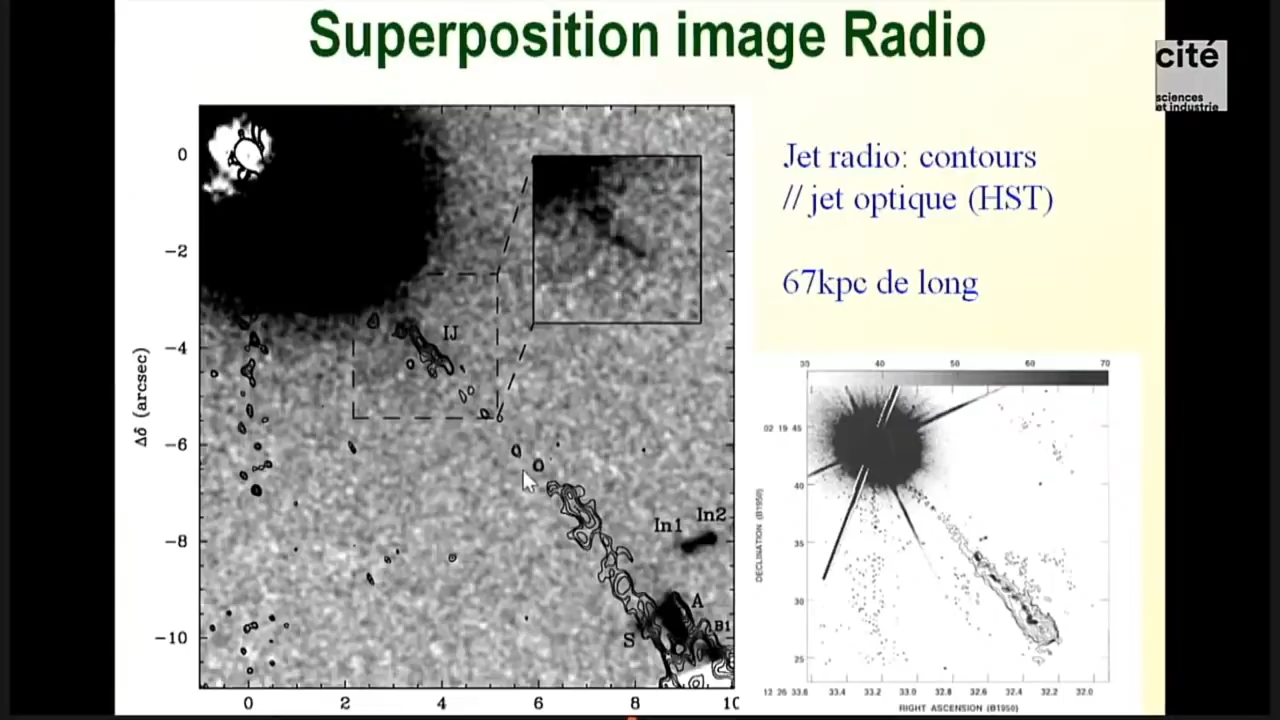 Superposition image Radio
cité
sciences
et industrie
Jet radio: contours
// jet optique (HST)
67kpc de long
0
−2
−4
−6
−8
−10
Δδ (arcsec)
0 2 4 6 8 10
IJ
In1 In2
A
B1
S
30 40 50 60 70
02 19 45
40
35
30
25
DECLINATION (B1950)
12 26 33.6 33.4 33.2 33.0 32.8 32.6 32.4 32.2 32.0
RIGHT ASCENSION (B1950)